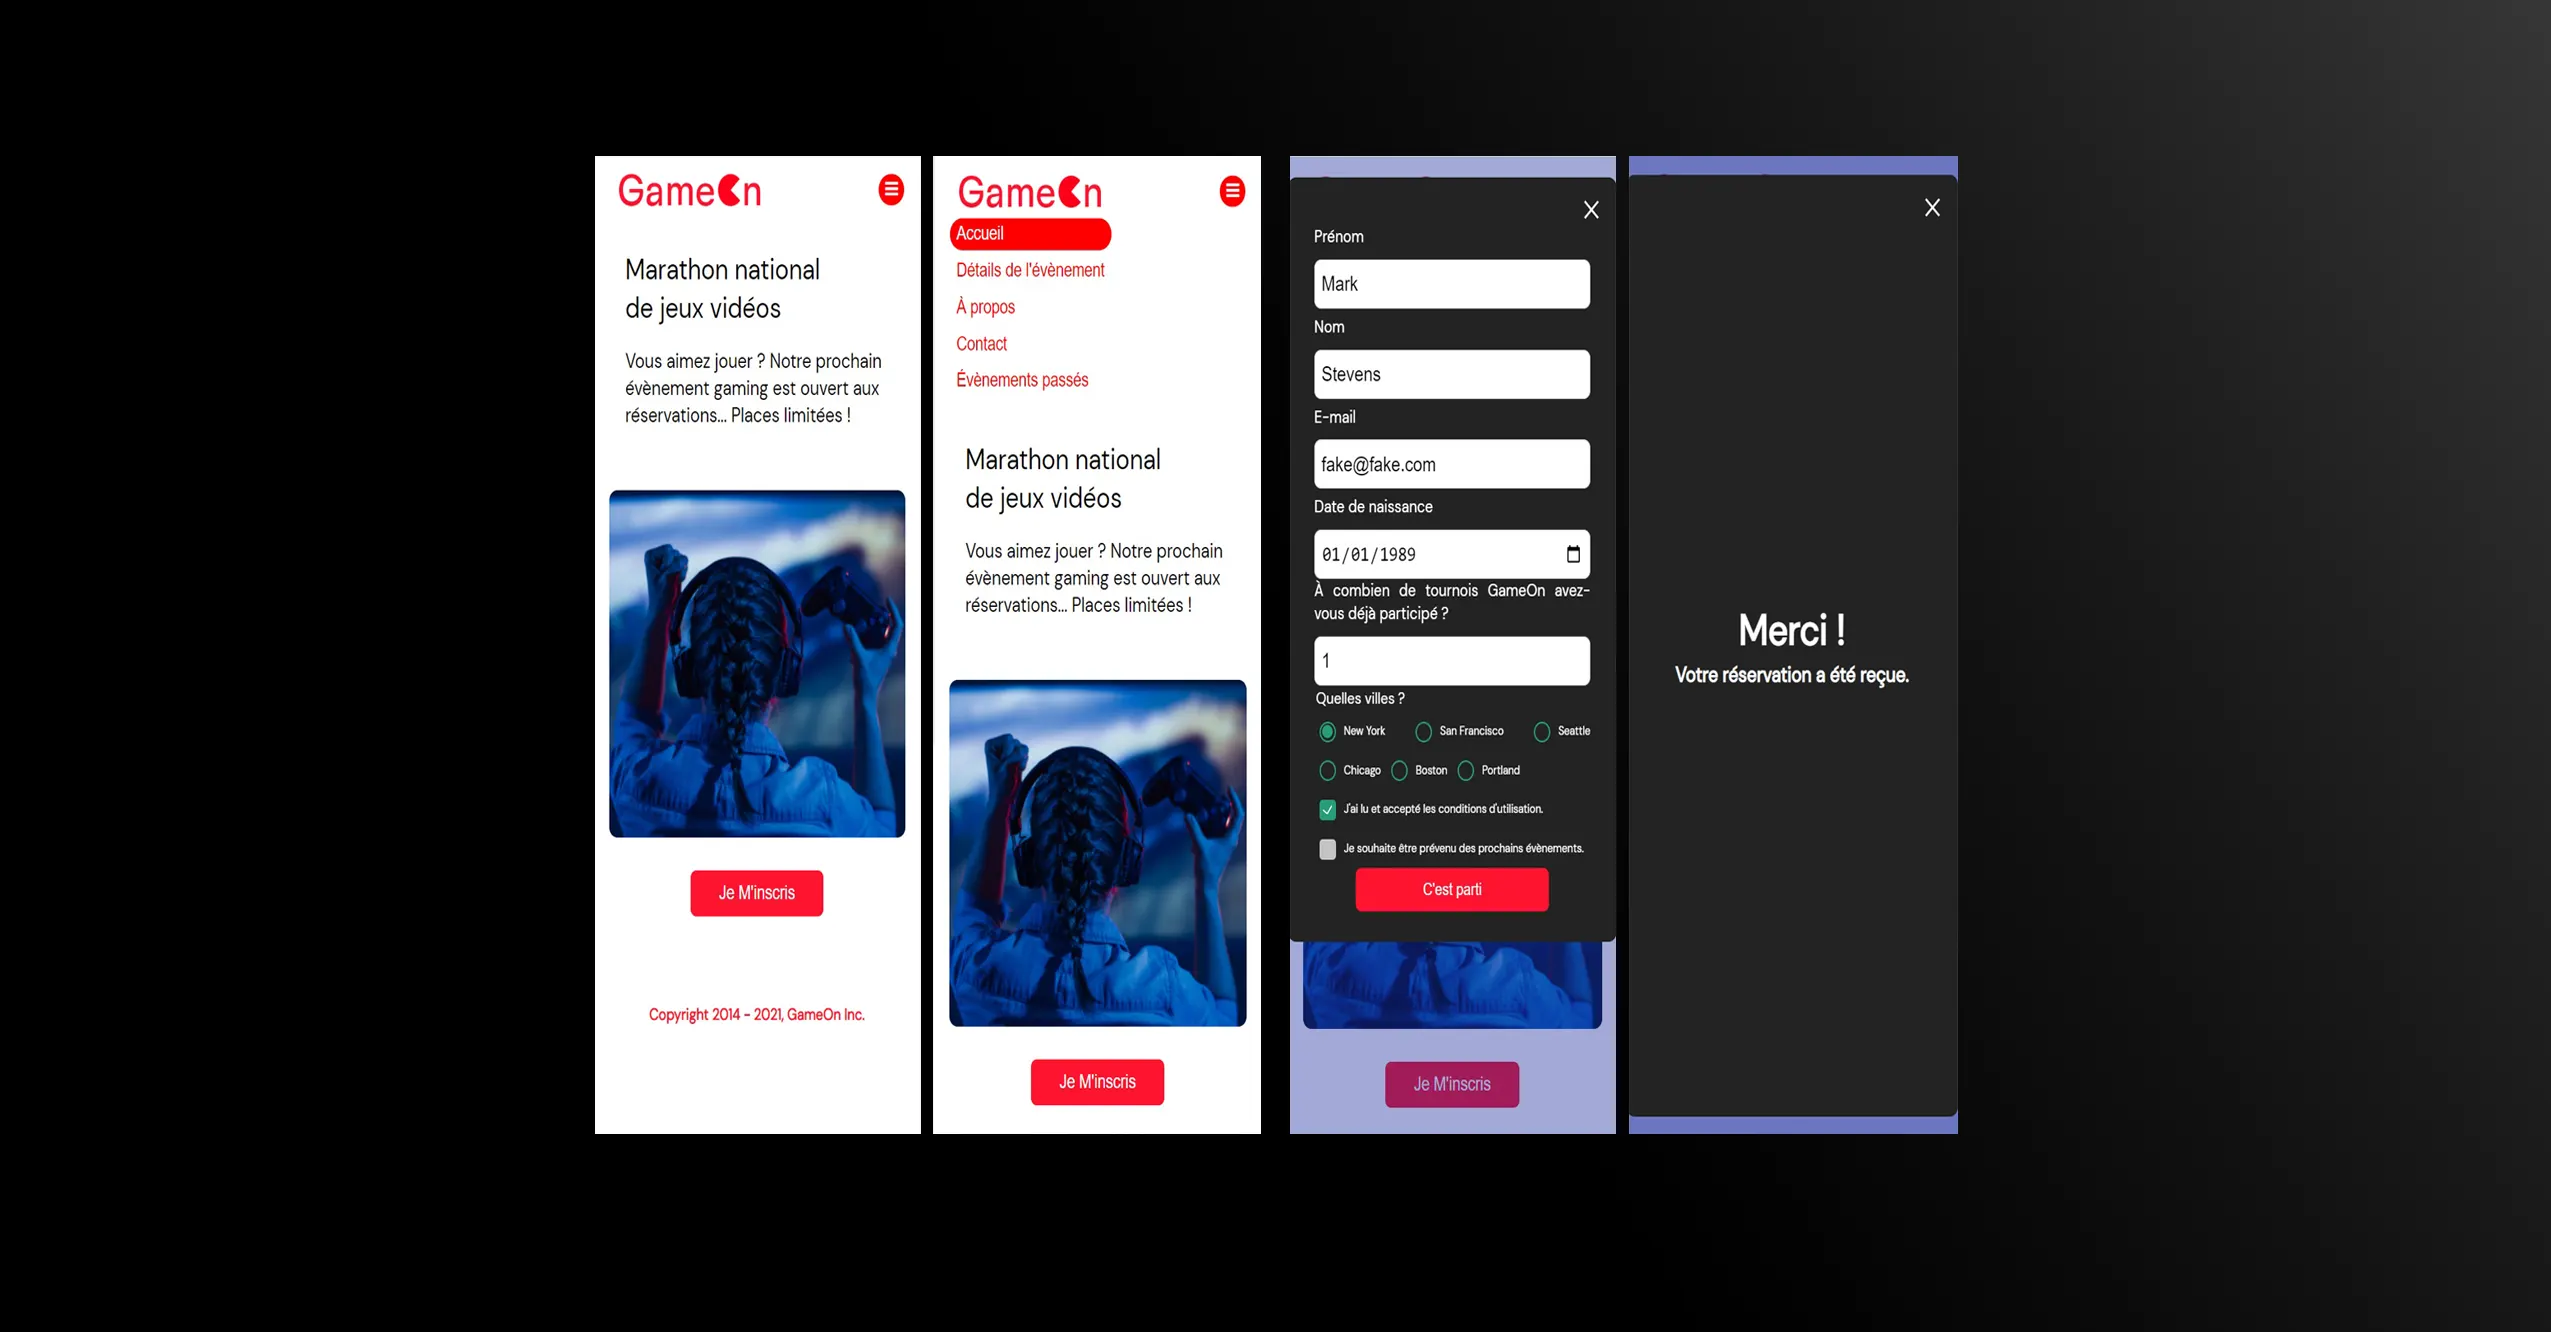 GameOn
Marathon national
de jeux vidéos
Vous aimez jouer ? Notre prochain
évènement gaming est ouvert aux
réservations... Places limitées !
Je M'inscris
Copyright 2014 - 2021, GameOn Inc.
GameOn
Accueil
Détails de l'évènement
À propos
Contact
Évènements passés
Marathon national
de jeux vidéos
Vous aimez jouer ? Notre prochain
évènement gaming est ouvert aux
réservations... Places limitées !
Je M'inscris
X
Prénom
Mark
Nom
Stevens
E-mail
fake@fake.com
Date de naissance
01/01/1989
À combien de tournois GameOn avez-
vous déjà participé ?
1
Quelles villes ?
New York San Francisco Seattle
Chicago Boston Portland
J'ai lu et accepté les conditions d'utilisation.
Je souhaite être prévenu des prochains évènements.
C'est parti
Je M'inscris
X
Merci !
Votre réservation a été reçue.